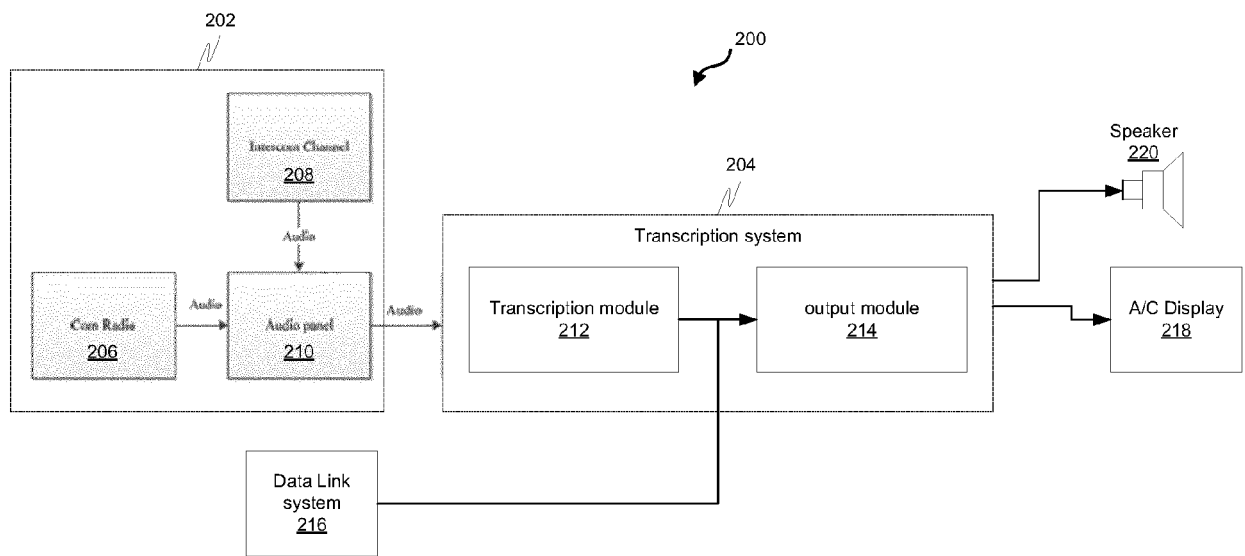 202
200
Intercom Channel
208
Audio
Com Radio
206
Audio
Audio panel
210
Audio
204
Transcription system
Transcription module
212
output module
214
Speaker
220
A/C Display
218
Data Link
system
216